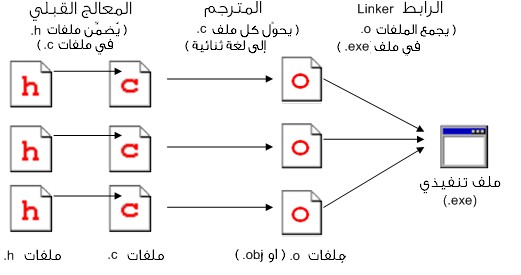 المعالج القبلي
( يّضمِّن ملفات h.
في ملفات c. )
المترجم
( يحوّل كل ملف c.
إلى لغة ثنائية )
الرابط Linker
( يجمع الملفات o.
في ملف exe. )
h c o
h c o
h c o
ملف تنفيذي
(.exe)
ملفات h.
ملفات c.
ملفات o. ( او obj. )